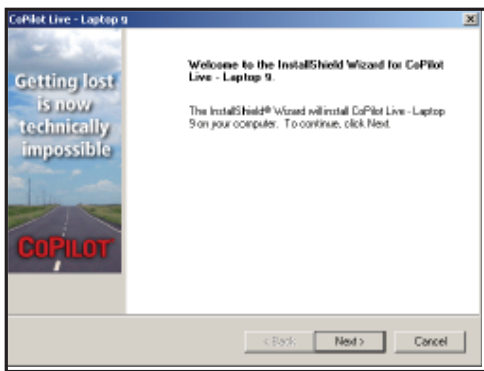 CoPilot Live - Laptop 9
Getting lost
is now
technically
impossible
COPILOT
Welcome to the InstallShield Wizard for CoPilot
Live - Laptop 9.
The InstallShield® Wizard will install CoPilot Live - Laptop
9 on your computer. To continue, click Next.
< Back
Next >
Cancel